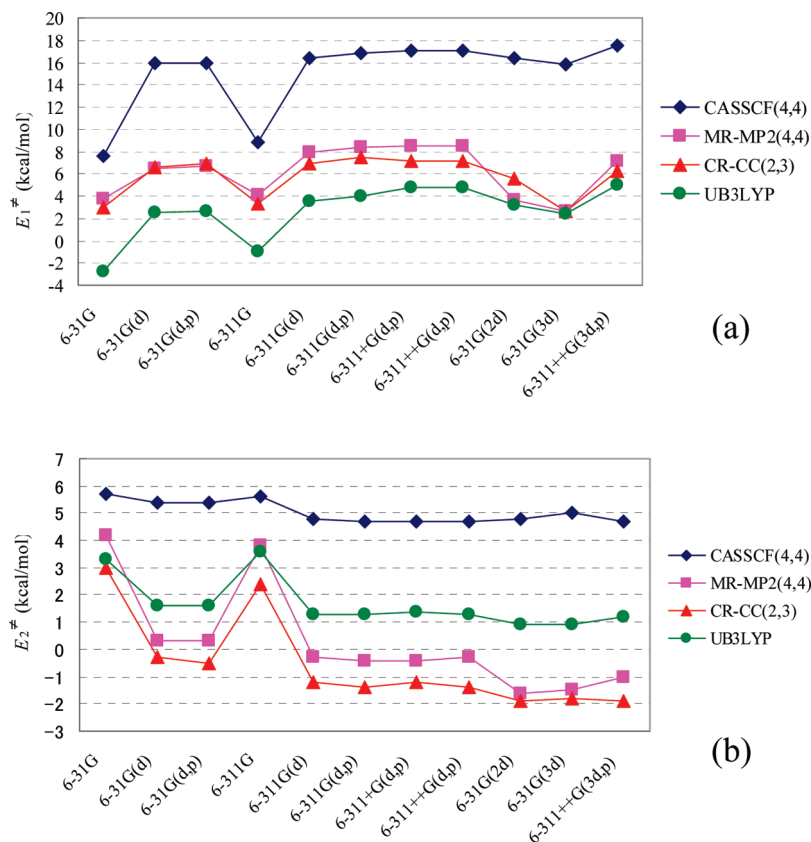 20
18
16
14
12
10
8
6
4
2
0
-2
-4
E1≠ (kcal/mol)
6-31G
6-31G(d)
6-31G(d,p)
6-311G
6-311G(d)
6-311G(d,p)
6-311+G(d,p)
6-311++G(d,p)
6-31G(2d)
6-31G(3d)
6-311++G(3d,p)
CASSCF(4,4)
MR-MP2(4,4)
CR-CC(2,3)
UB3LYP
(a)
7
6
5
4
3
2
1
0
-1
-2
-3
E2≠ (kcal/mol)
6-31G
6-31G(d)
6-31G(d,p)
6-311G
6-311G(d)
6-311G(d,p)
6-311+G(d,p)
6-311++G(d,p)
6-31G(2d)
6-31G(3d)
6-311++G(3d,p)
CASSCF(4,4)
MR-MP2(4,4)
CR-CC(2,3)
UB3LYP
(b)